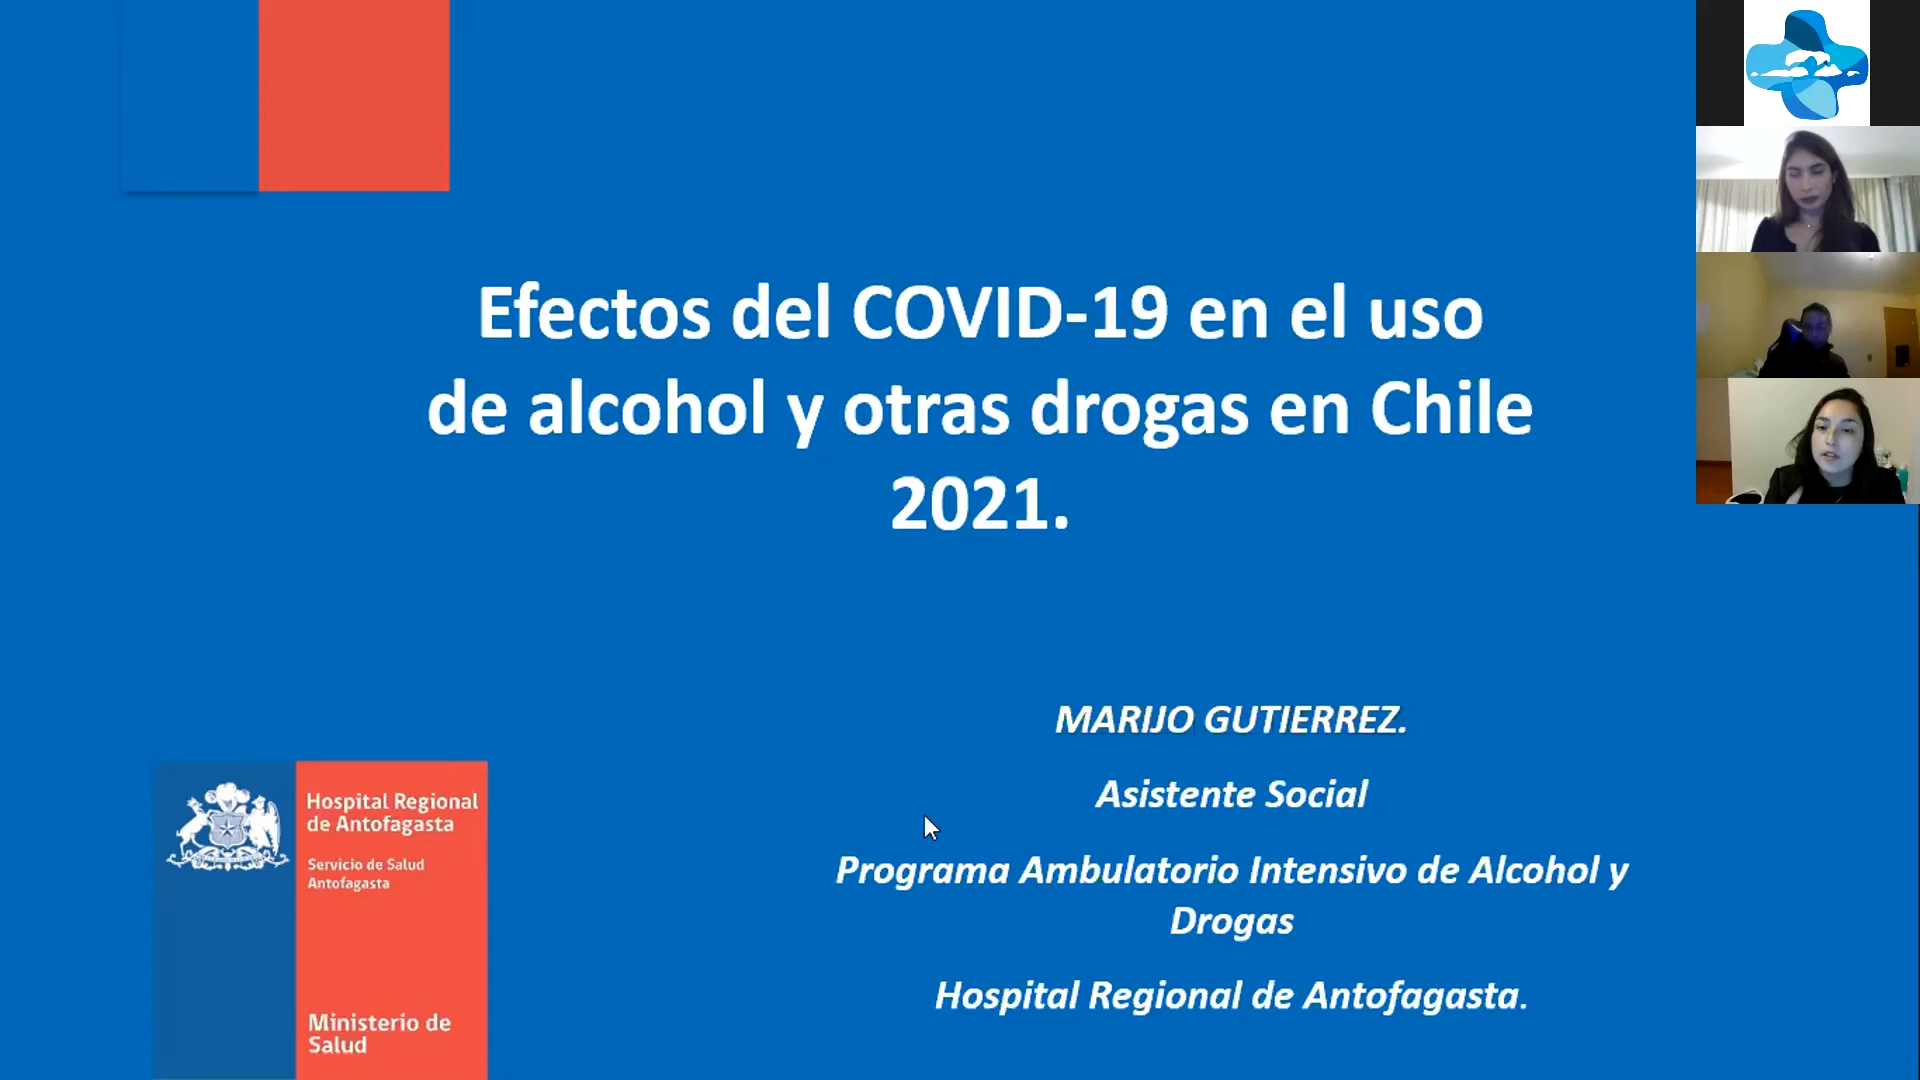 Efectos del COVID-19 en el uso
de alcohol y otras drogas en Chile
2021.
MARIJO GUTIERREZ.
Asistente Social
Programa Ambulatorio Intensivo de Alcohol y
Drogas
Hospital Regional de Antofagasta.
Hospital Regional
de Antofagasta
Servicio de Salud
Antofagasta
Ministerio de
Salud